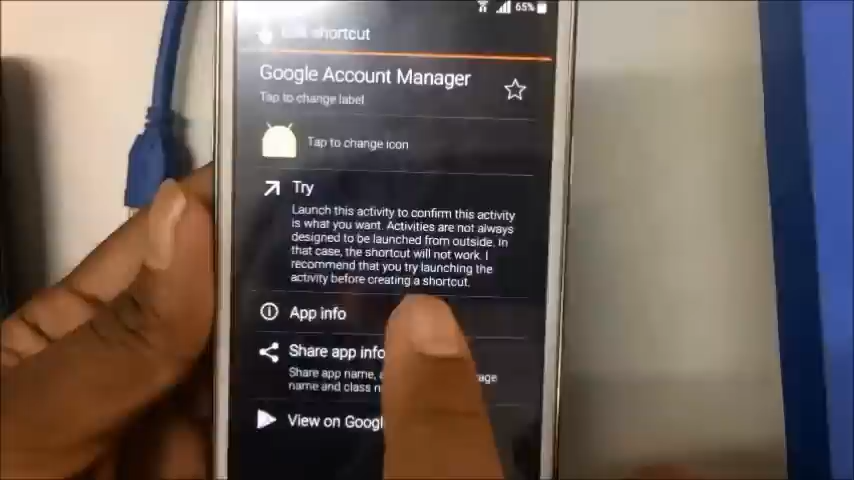 65%
shortcut
Google Account Manager
Tap to change label
Tap to change icon
Try
Launch this activity to confirm this activity
is what you want. Activities are not always
designed to be launched from outside. In
that case, the shortcut will not work. I
recommend that you try launching the
activity before creating a shortcut.
App info
Share app info
Share app name,
name and class
View on